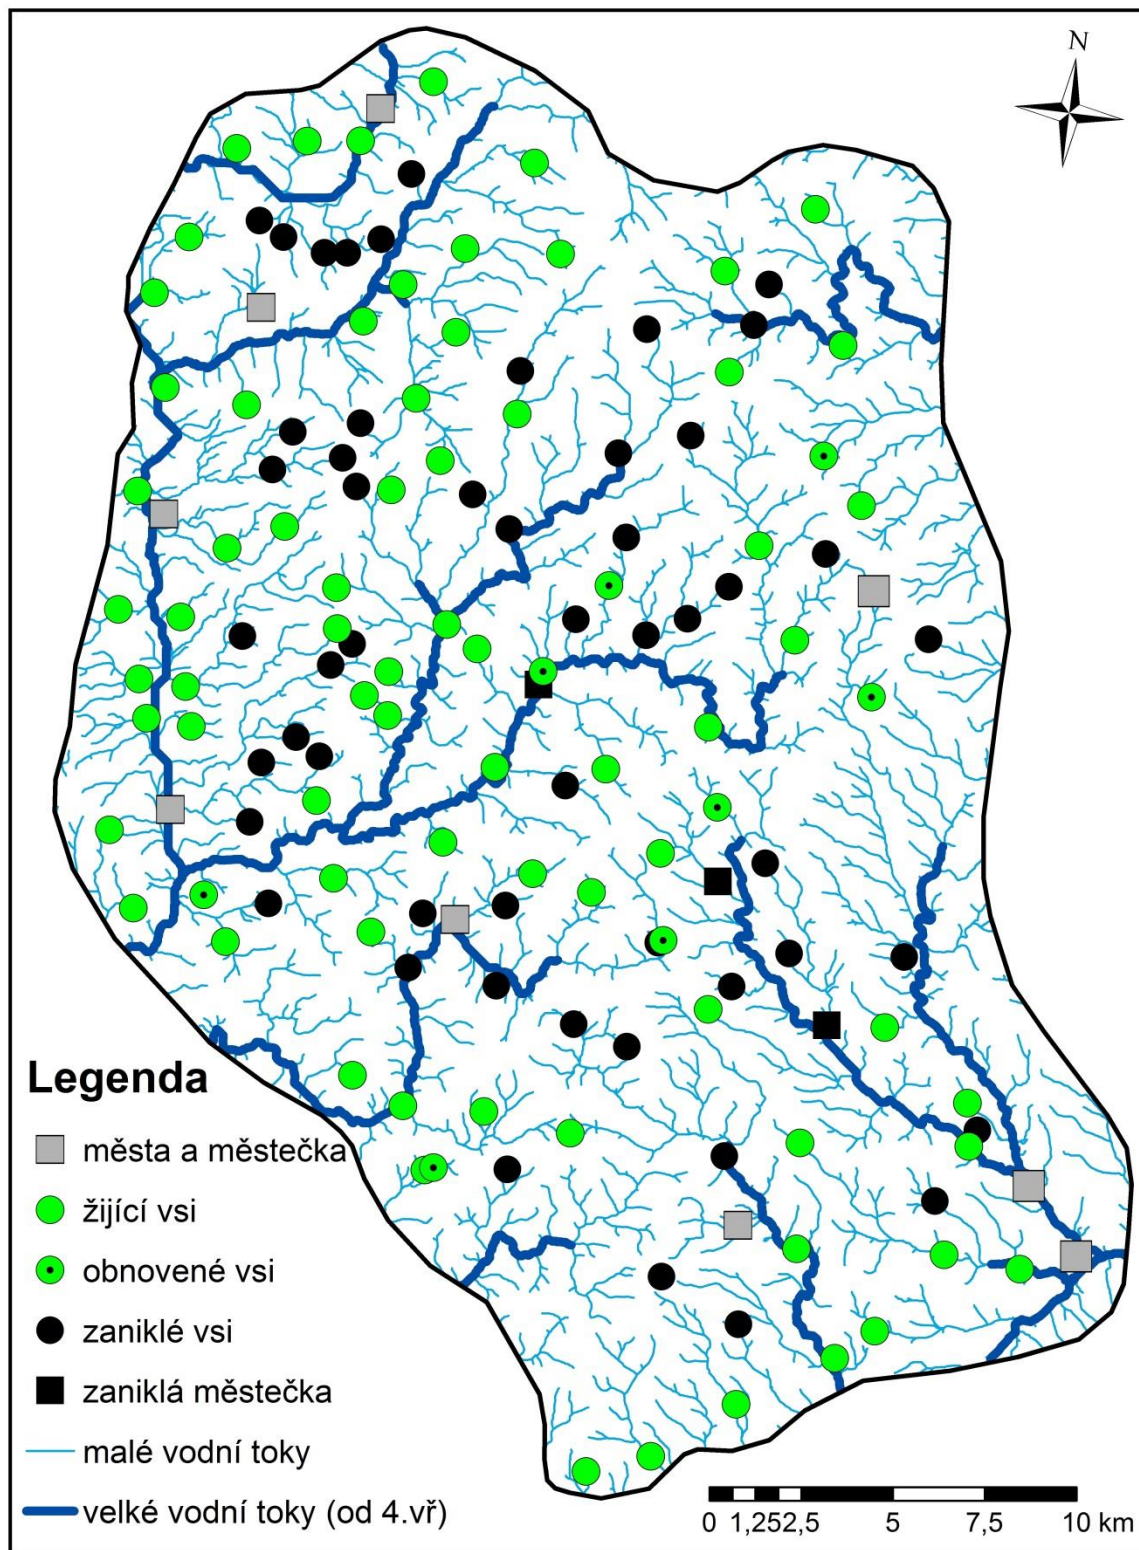 N
Legenda
města a městečka
žijící vsi
obnovené vsi
zaniklé vsi
zaniklá městečka
malé vodní toky
velké vodní toky (od 4.vř)
0 1,252,5 5 7,5 10 km